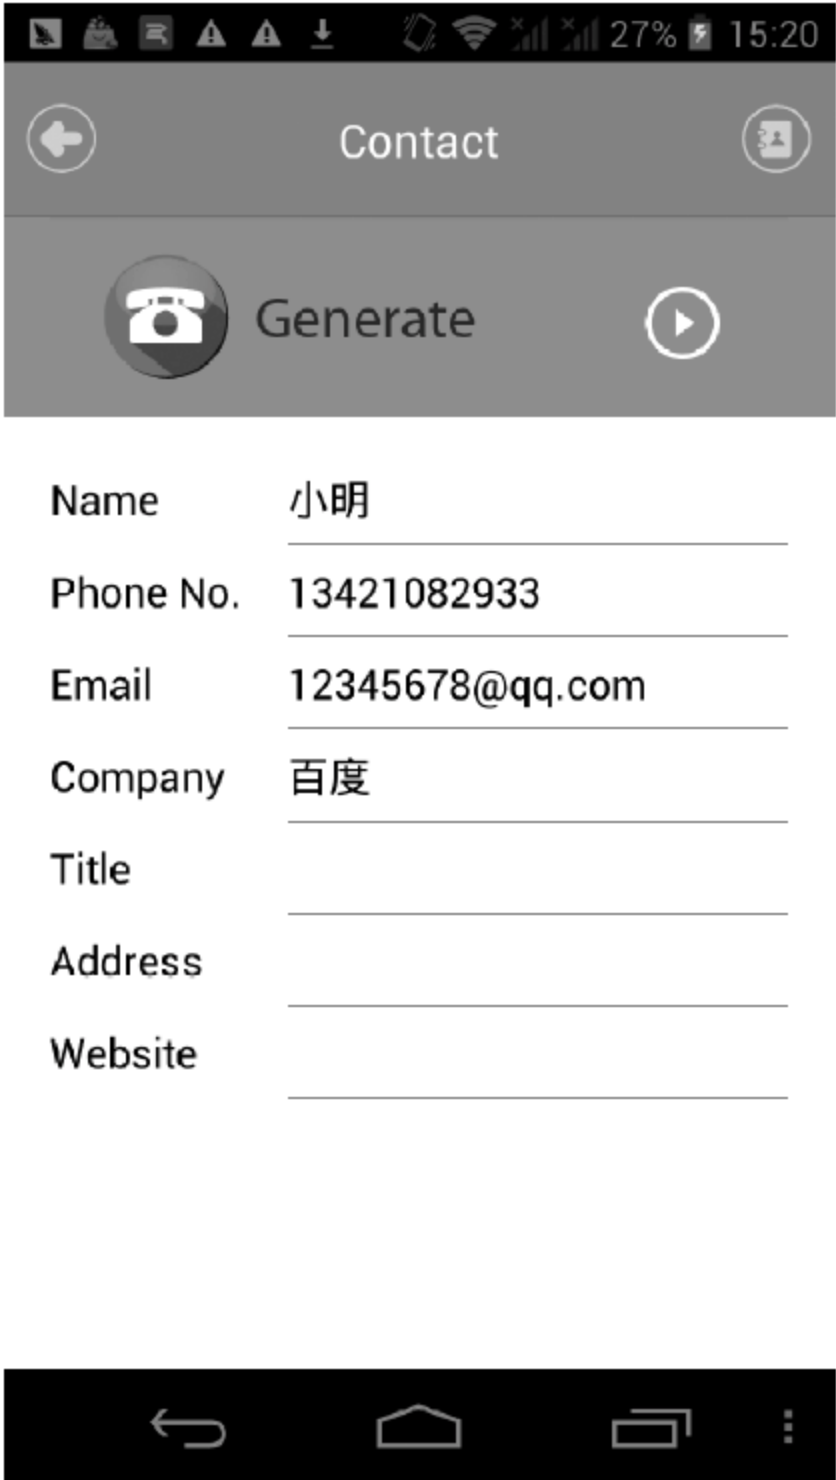 27% 15:20
Contact
Generate
Name 小明
Phone No. 13421082933
Email 12345678@qq.com
Company 百度
Title
Address
Website